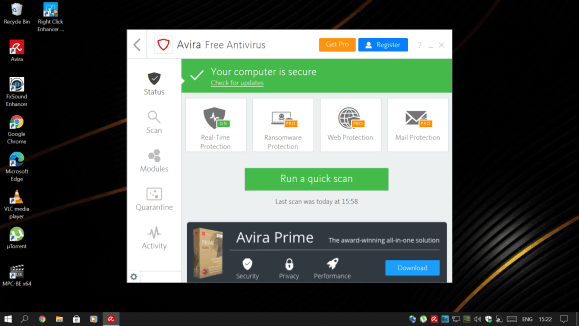 Recycle Bin
Right Click
Enhancer ...
Avira
FxSound
Enhancer
Google
Chrome
Microsoft
Edge
VLC media
player
µTorrent
MPC-BE x64
Avira Free Antivirus
Get Pro
Register
?
Your computer is secure
Check for updates
Status
Scan
Modules
Quarantine
Activity
ON
Real-Time
Protection
PRO
Ransomware
Protection
PRO
Web Protection
PRO
Mail Protection
Run a quick scan
Last scan was today at 15:58
Avira Prime
The award-winning all-in-one solution
Security
Privacy
Performance
Download
ENG
15:22